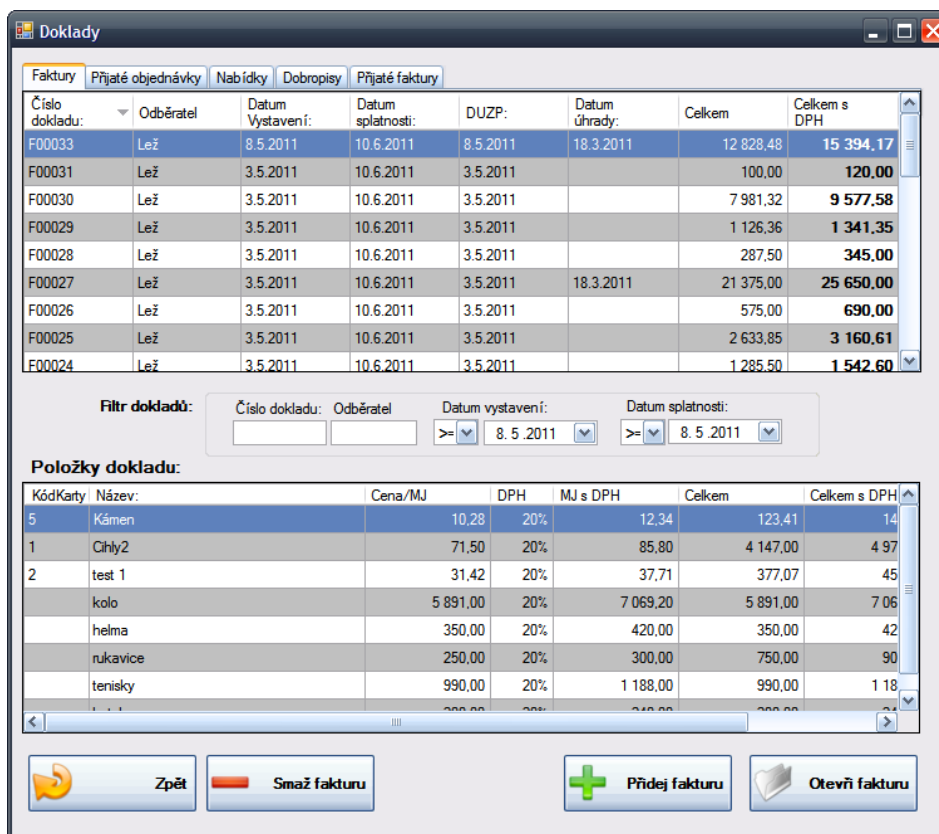 Doklady
Faktury Přijaté objednávky Nabídky Dobropisy Přijaté faktury
Číslo dokladu: Odběratel Datum Vystavení: Datum splatnosti: DUZP: Datum úhrady: Celkem Celkem s DPH
F00033 Lež 8.5.2011 10.6.2011 8.5.2011 18.3.2011 12 828,48 15 394,17
F00031 Lež 3.5.2011 10.6.2011 3.5.2011 100,00 120,00
F00030 Lež 3.5.2011 10.6.2011 3.5.2011 7 981,32 9 577,58
F00029 Lež 3.5.2011 10.6.2011 3.5.2011 1 126,36 1 341,35
F00028 Lež 3.5.2011 10.6.2011 3.5.2011 287,50 345,00
F00027 Lež 3.5.2011 10.6.2011 3.5.2011 18.3.2011 21 375,00 25 650,00
F00026 Lež 3.5.2011 10.6.2011 3.5.2011 575,00 690,00
F00025 Lež 3.5.2011 10.6.2011 3.5.2011 2 633,85 3 160,61
F00024 Lež 3.5.2011 10.6.2011 3.5.2011 1 285,50 1 542,60
Filtr dokladů: Číslo dokladu: Odběratel Datum vystavení: Datum splatnosti:
>= 8. 5 .2011 >= 8. 5 .2011
Položky dokladu:
KódKarty Název: Cena/MJ DPH MJ s DPH Celkem Celkem s DPH
5 Kámen 10,28 20% 12,34 123,41 14
1 Cihly2 71,50 20% 85,80 4 147,00 4 97
2 test 1 31,42 20% 37,71 377,07 45
kolo 5 891,00 20% 7 069,20 5 891,00 7 06
helma 350,00 20% 420,00 350,00 42
rukavice 250,00 20% 300,00 750,00 90
tenisky 990,00 20% 1 188,00 990,00 1 18
Zpět Smaž fakturu Přidej fakturu Otevři fakturu